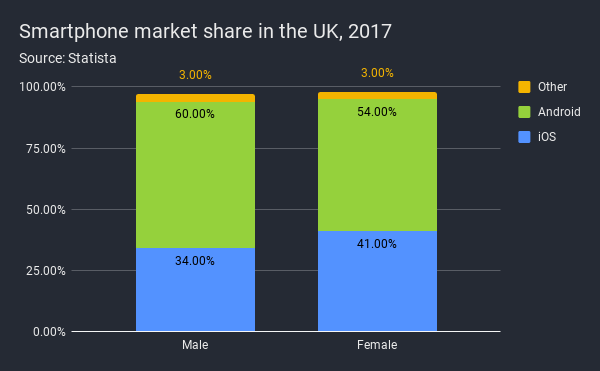 Smartphone market share in the UK, 2017
Source: Statista
3.00%
3.00%
100.00%
Other
60.00%
54.00%
Android
iOS
75.00%
50.00%
41.00%
34.00%
25.00%
0.00%
Male
Female